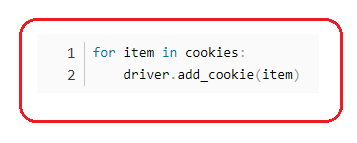 1 for item in cookies:
2     driver.add_cookie(item)